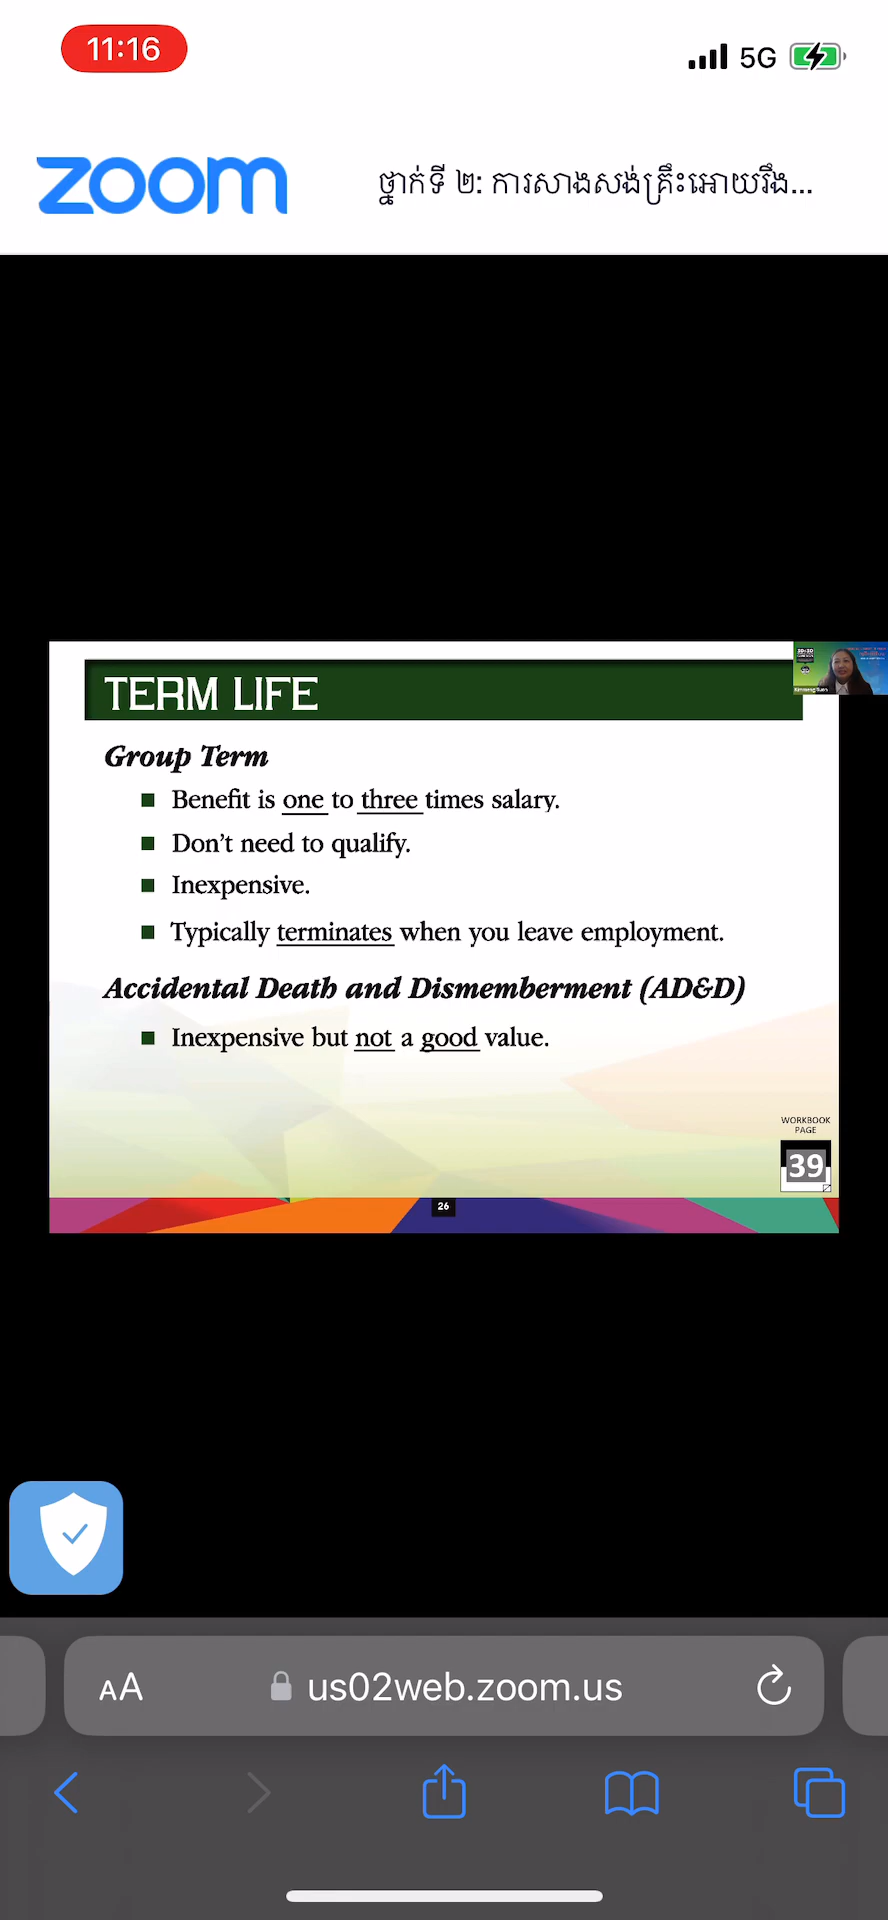 11:16
5G
zoom
ថ្នាក់ទី ២: ការសាងសង់គ្រឹះអោយរឹង...
TERM LIFE
Group Term
Benefit is one to three times salary.
Don't need to qualify.
Inexpensive.
Typically terminates when you leave employment.
Accidental Death and Dismemberment (AD&D)
Inexpensive but not a good value.
WORKBOOK
PAGE
39
26
AA
us02web.zoom.us